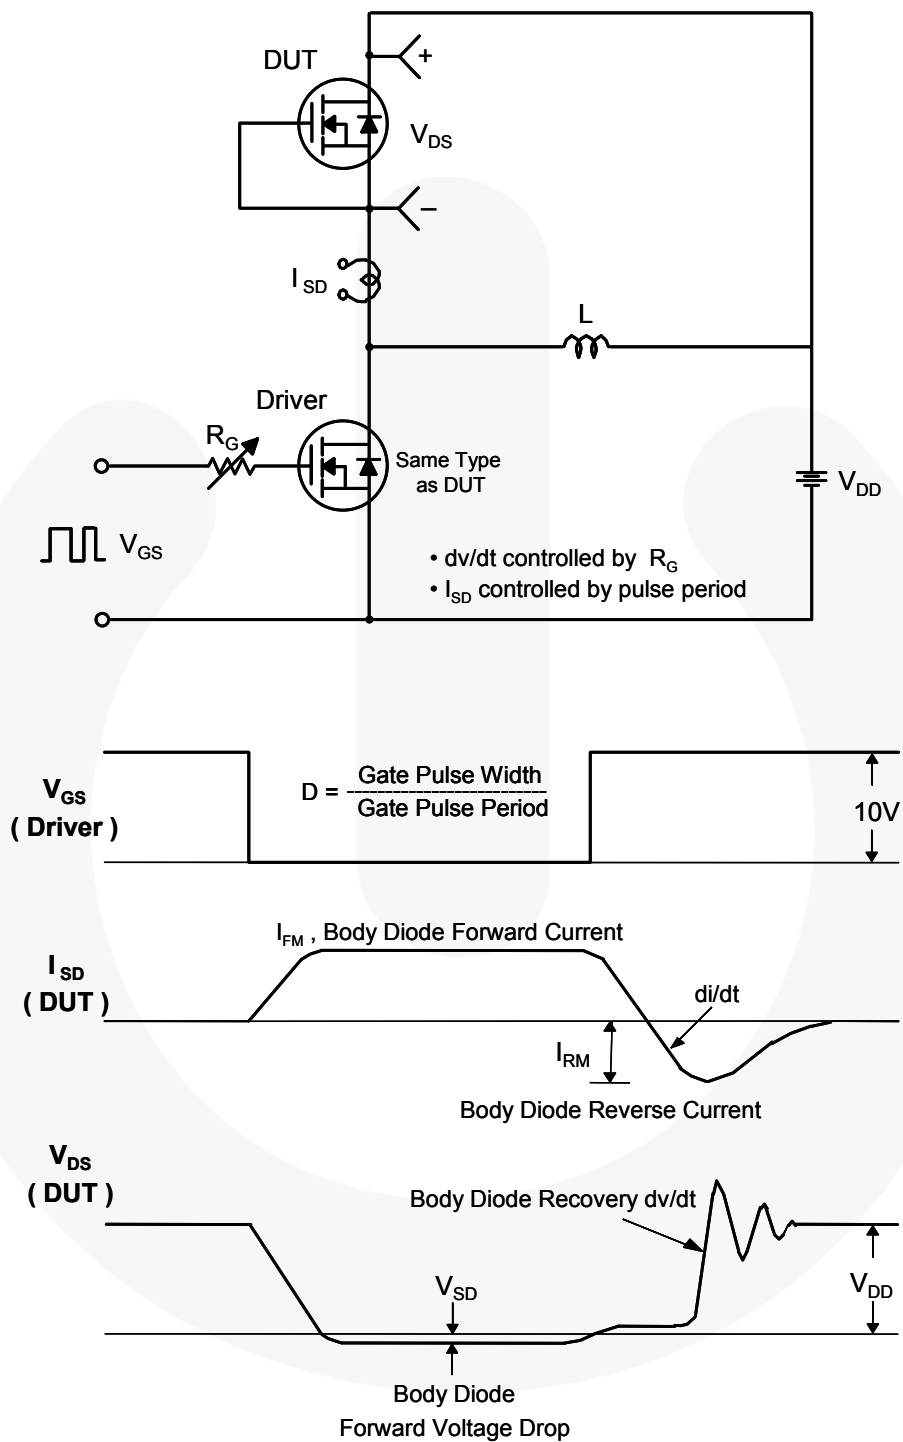 DUT
+
V_DS
–
I_SD
L
Driver
R_G
Same Type
as DUT
V_DD
V_GS
• dv/dt controlled by R_G
• I_SD controlled by pulse period
V_GS
( Driver )
D = Gate Pulse Width
--------------------------
Gate Pulse Period
10V
I_FM , Body Diode Forward Current
I_SD
( DUT )
di/dt
I_RM
Body Diode Reverse Current
V_DS
( DUT )
Body Diode Recovery dv/dt
V_SD
V_DD
Body Diode
Forward Voltage Drop